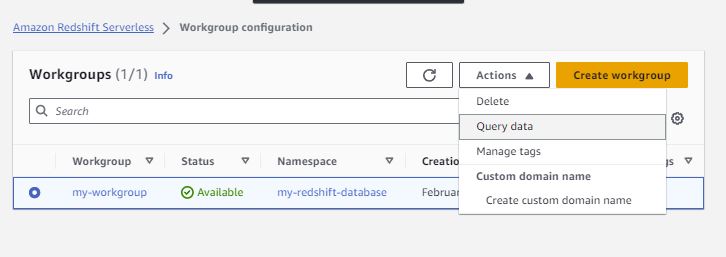 Amazon Redshift Serverless > Workgroup configuration
Workgroups (1/1) Info
Actions
Create workgroup
Search
Delete
Query data
Manage tags
Custom domain name
Create custom domain name
Workgroup Status Namespace Creatio gs
my-workgroup Available my-redshift-database Februar